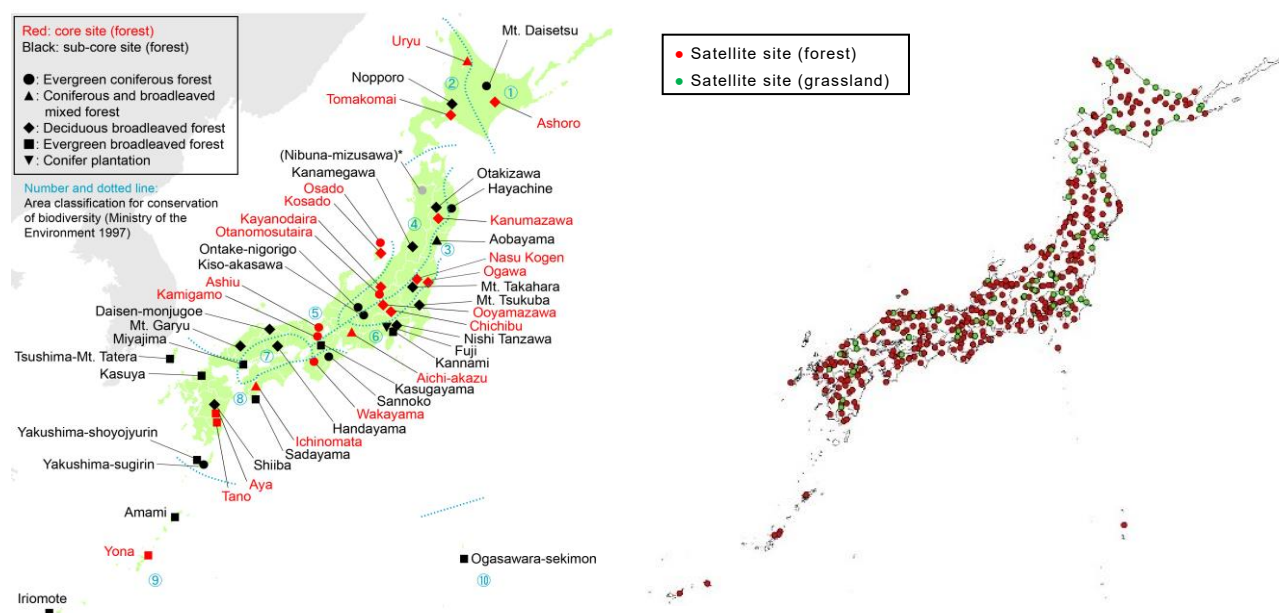 Red: core site (forest)
Black: sub-core site (forest)
●: Evergreen coniferous forest
▲: Coniferous and broadleaved
mixed forest
◆: Deciduous broadleaved forest
■: Evergreen broadleaved forest
▼: Conifer plantation
Number and dotted line:
Area classification for conservation
of biodiversity (Ministry of the
Environment 1997)
Mt. Daisetsu
Uryu
Nopporo
②
①
Tomakomai
Ashoro
(Nibuna-mizusawa)*
Kanamegawa
Otakizawa
Osado
Hayachine
Kosado
Kayanodaira
Kanumazawa
Otanomosutaira
④
③
Aobayama
Ontake-nigorigo
Nasu Kogen
Kiso-akasawa
Ogawa
Ashiu
Mt. Takahara
Kamigamo
Mt. Tsukuba
Daisen-monjugoe
⑤
Ooyamazawa
Mt. Garyu
Chichibu
Miyajima
⑥
Nishi Tanzawa
Tsushima-Mt. Tatera
⑦
Fuji
Kannami
Kasuya
Aichi-akazu
Kasugayama
⑧
Sannoko
Wakayama
Handayama
Ichinomata
Yakushima-shoyojyurin
Sadayama
Yakushima-sugirin
Shiiba
Aya
Tano
Amami
Yona
⑨
Ogasawara-sekimon
⑩
Iriomote
Satellite site (forest)
Satellite site (grassland)